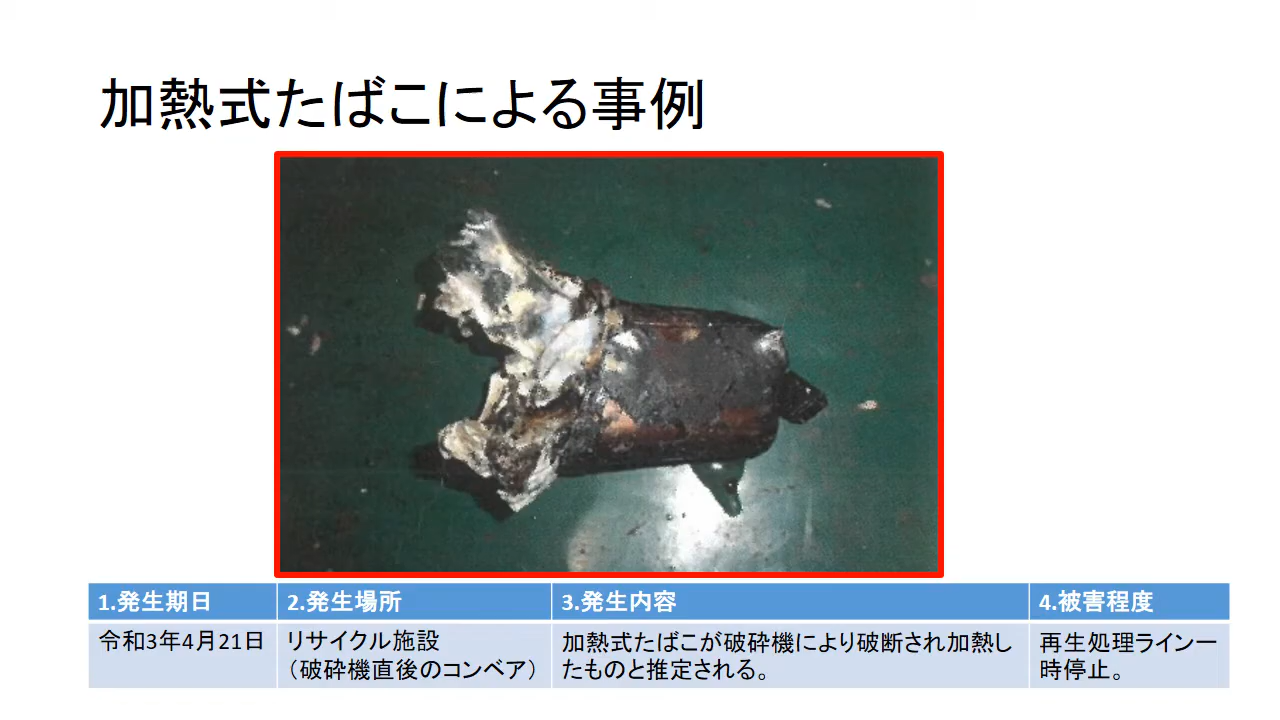 加熱式たばこによる事例
1.発生期日
2.発生場所
3.発生内容
4.被害程度
令和3年4月21日
リサイクル施設
（破砕機直後のコンベア）
加熱式たばこが破砕機により破断され加熱し
たものと推定される。
再生処理ライン一
時停止。